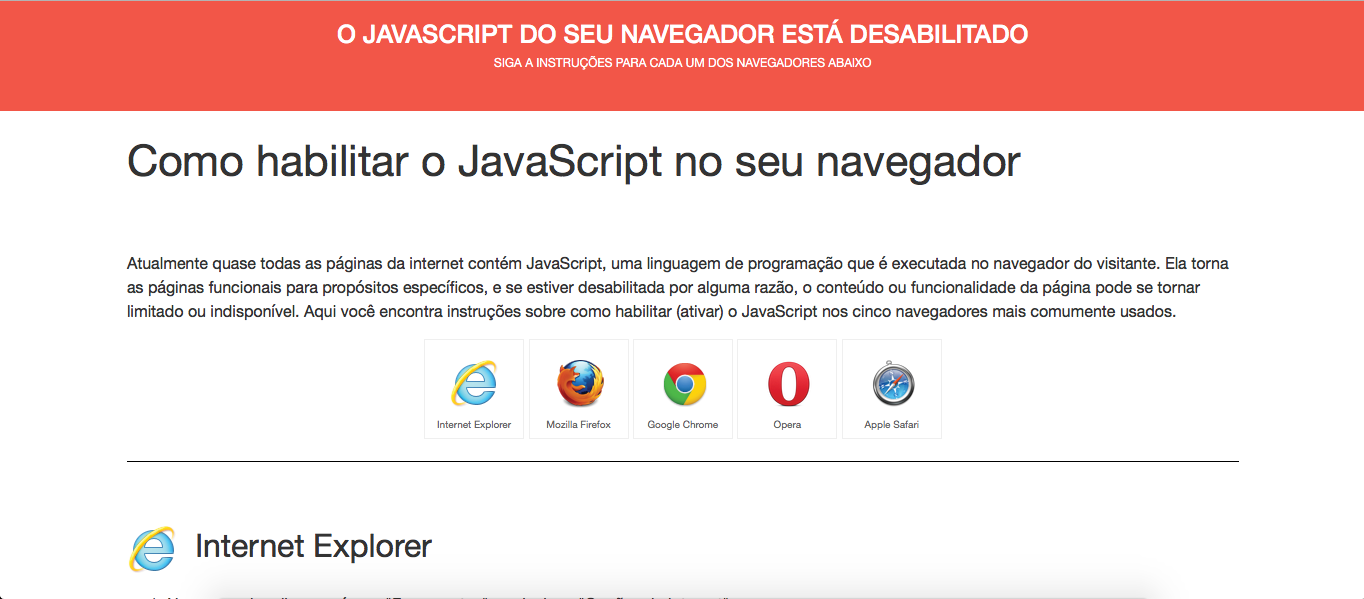 O JAVASCRIPT DO SEU NAVEGADOR ESTÁ DESABILITADO
SIGA A INSTRUÇÕES PARA CADA UM DOS NAVEGADORES ABAIXO
Como habilitar o JavaScript no seu navegador
Atualmente quase todas as páginas da internet contém JavaScript, uma linguagem de programação que é executada no navegador do visitante. Ela torna
as páginas funcionais para propósitos específicos, e se estiver desabilitada por alguma razão, o conteúdo ou funcionalidade da página pode se tornar
limitado ou indisponível. Aqui você encontra instruções sobre como habilitar (ativar) o JavaScript nos cinco navegadores mais comumente usados.
Internet Explorer
Mozilla Firefox
Google Chrome
Opera
Apple Safari
Internet Explorer